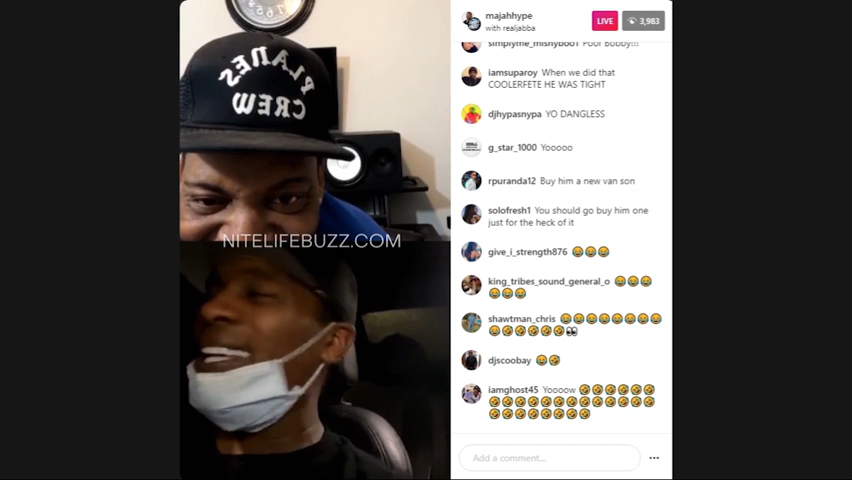 PLANES
CREW
NITELIFEBUZZ.COM
majahhype
with realjabba
LIVE
3,983
simplyme_mishyboo1 Poor Bobby!!!
iamsuparoy When we did that
COOLERFETE HE WAS TIGHT
djhypasnypa YO DANGLESS
g_star_1000 Yooooo
rpuranda12 Buy him a new van son
solofresh1 You should go buy him one
just for the heck of it
give_i_strength876 😂😂😂
king_tribes_sound_general_o 😂😂😂
😂😂😂
shawtman_chris 😂😂😂😂😂😂😂😂
😂🤣🤣🤣🤣🤣👀
djscoobay 😂🤣
iamghost45 Yoooow 🤣🤣🤣🤣🤣🤣
🤣🤣🤣🤣🤣🤣🤣🤣🤣🤣🤣🤣🤣
🤣🤣🤣🤣🤣🤣🤣🤣
Add a comment...